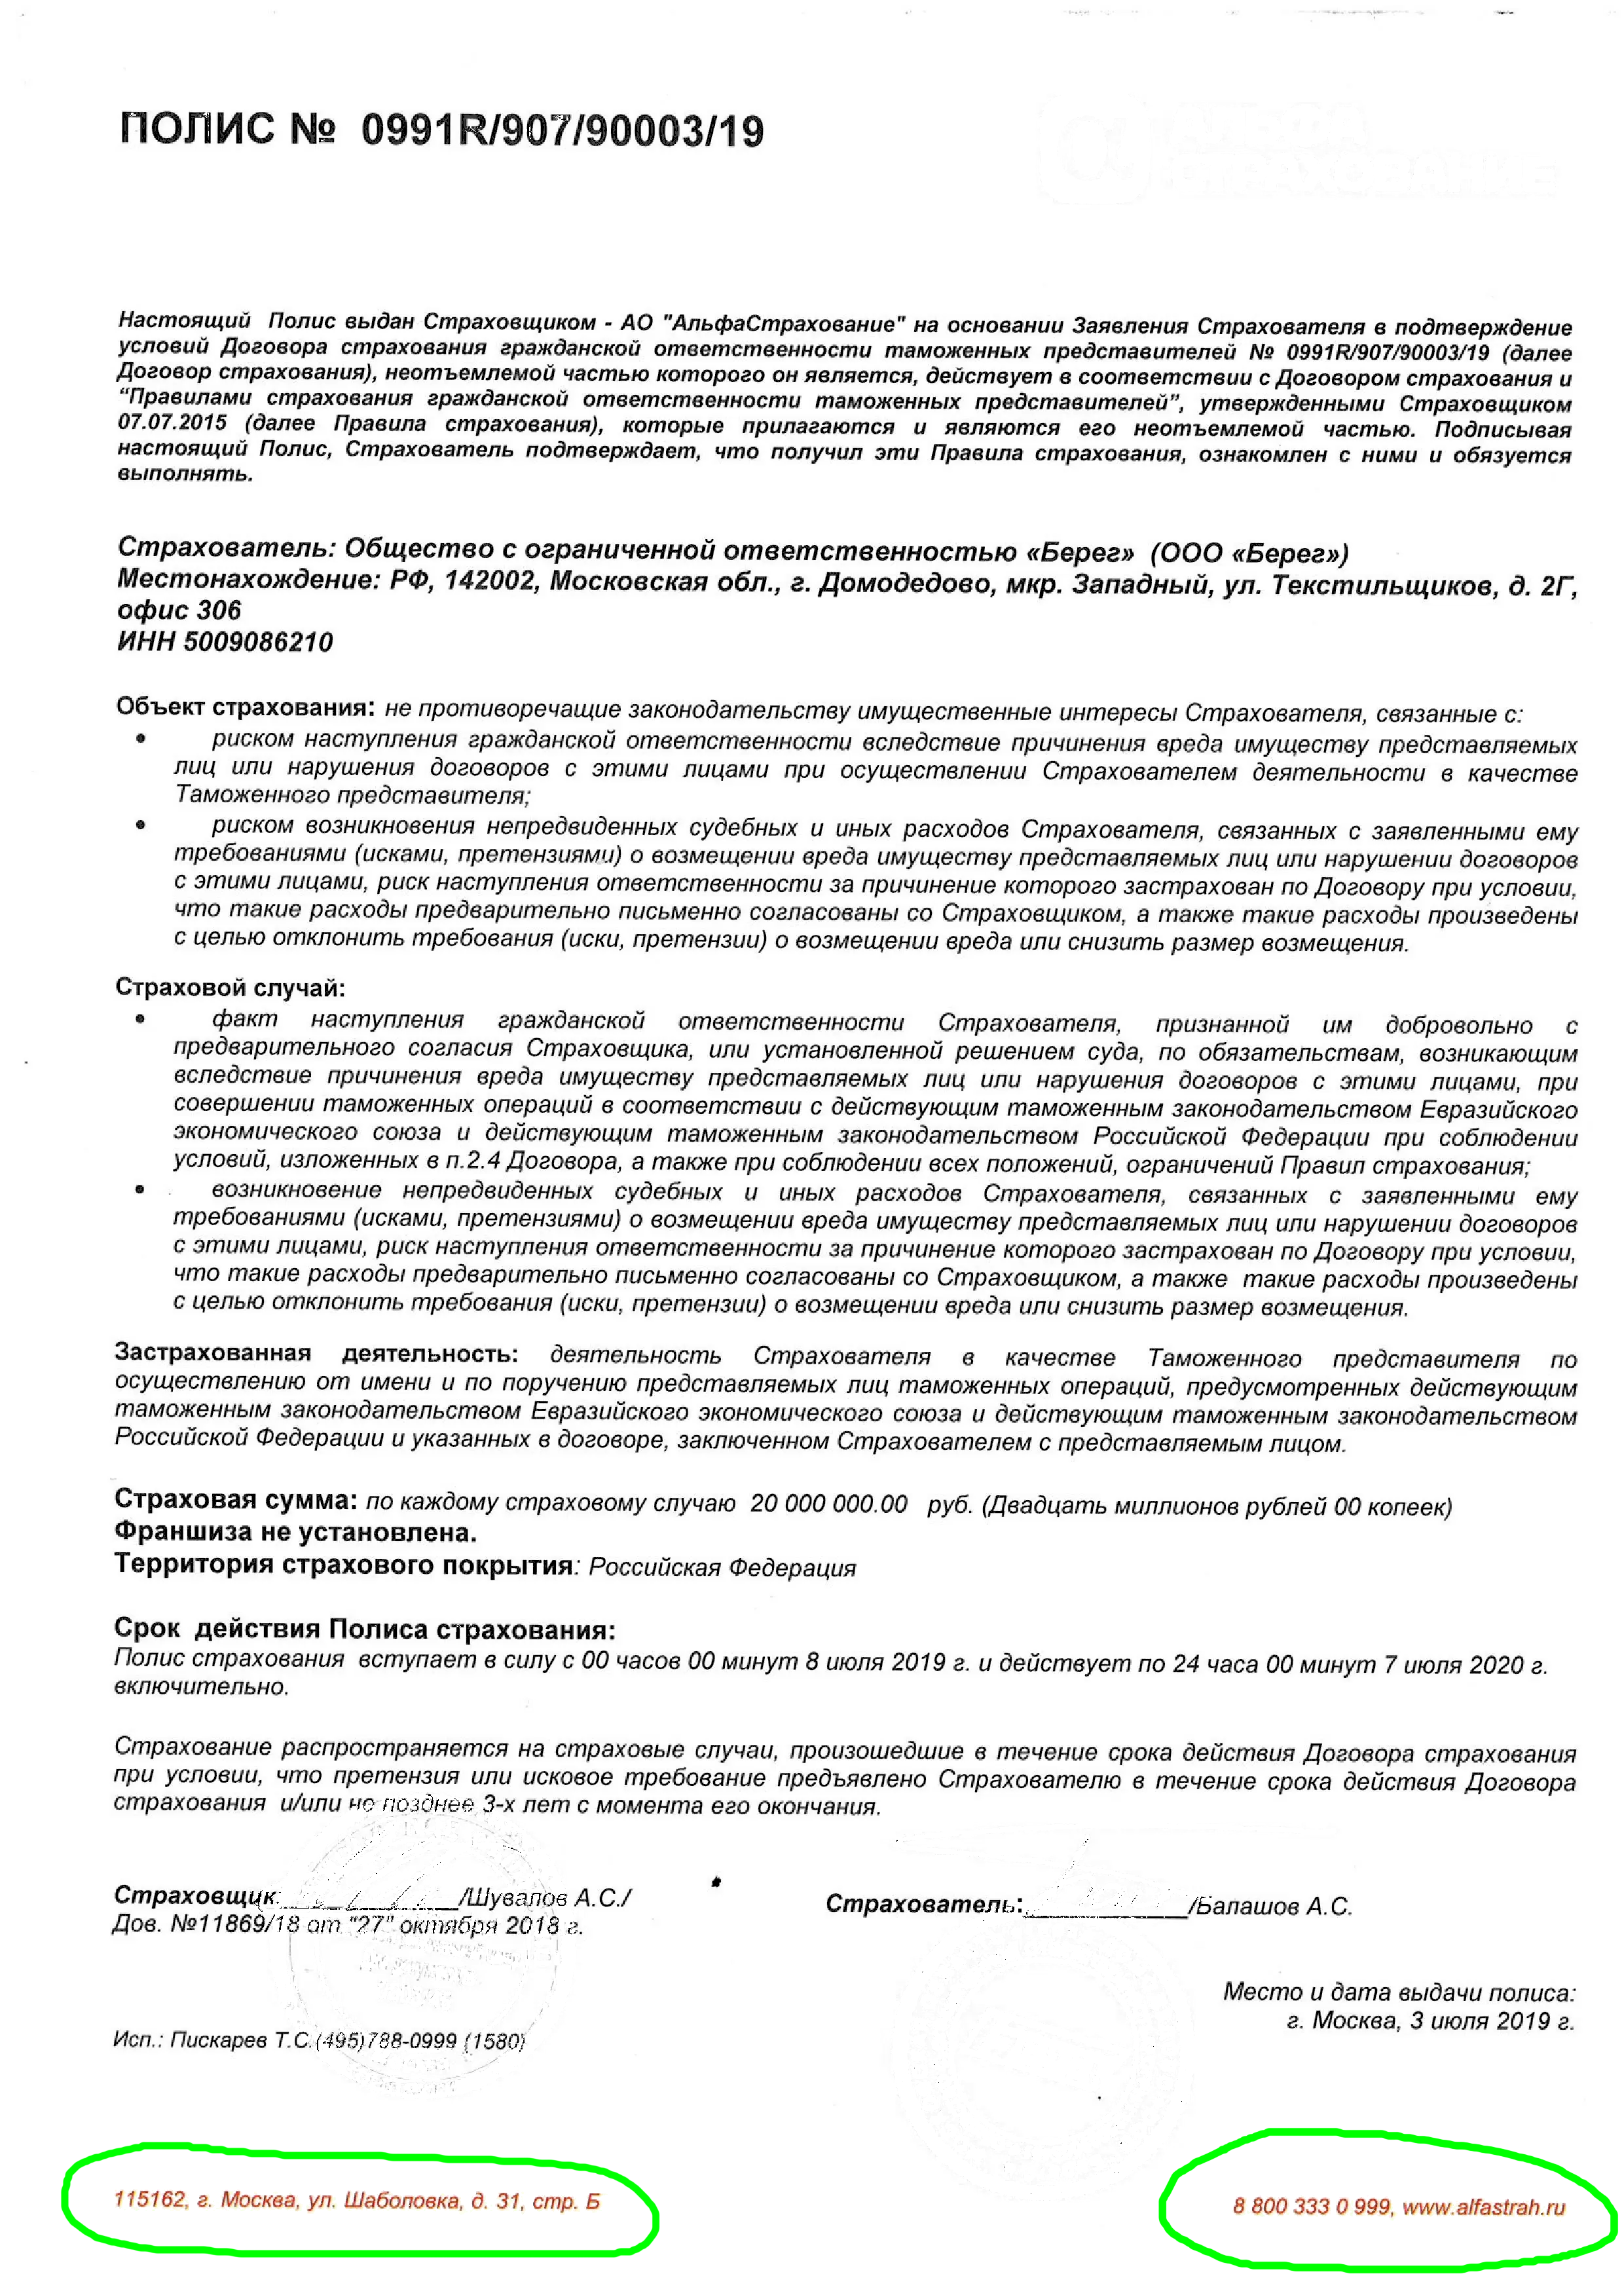 ПОЛИС № 0991R/907/90003/19
Настоящий Полис выдан Страховщиком - АО "АльфаСтрахование" на основании Заявления Страхователя в подтверждение
условий Договора страхования гражданской ответственности таможенных представителей № 0991R/907/90003/19 (далее
Договор страхования), неотъемлемой частью которого он является, действует в соответствии с Договором страхования и
“Правилами страхования гражданской ответственности таможенных представителей”, утвержденными Страховщиком
07.07.2015 (далее Правила страхования), которые прилагаются и являются его неотъемлемой частью. Подписывая
настоящий Полис, Страхователь подтверждает, что получил эти Правила страхования, ознакомлен с ними и обязуется
выполнять.
Страхователь: Общество с ограниченной ответственностью «Берег» (ООО «Берег»)
Местонахождение: РФ, 142002, Московская обл., г. Домодедово, мкр. Западный, ул. Текстильщиков, д. 2Г,
офис 306
ИНН 5009086210
Объект страхования: не противоречащие законодательству имущественные интересы Страхователя, связанные с:
• риском наступления гражданской ответственности вследствие причинения вреда имуществу представляемых
лиц или нарушения договоров с этими лицами при осуществлении Страхователем деятельности в качестве
Таможенного представителя;
• риском возникновения непредвиденных судебных и иных расходов Страхователя, связанных с заявленными ему
требованиями (исками, претензиями) о возмещении вреда имуществу представляемых лиц или нарушении договоров
с этими лицами, риск наступления ответственности за причинение которого застрахован по Договору при условии,
что такие расходы предварительно письменно согласованы со Страховщиком, а также такие расходы произведены
с целью отклонить требования (иски, претензии) о возмещении вреда или снизить размер возмещения.
Страховой случай:
• факт наступления гражданской ответственности Страхователя, признанной им добровольно с
предварительного согласия Страховщика, или установленной решением суда, по обязательствам, возникающим
вследствие причинения вреда имуществу представляемых лиц или нарушения договоров с этими лицами, при
совершении таможенных операций в соответствии с действующим таможенным законодательством Евразийского
экономического союза и действующим таможенным законодательством Российской Федерации при соблюдении
условий, изложенных в п.2.4 Договора, а также при соблюдении всех положений, ограничений Правил страхования;
• возникновение непредвиденных судебных и иных расходов Страхователя, связанных с заявленными ему
требованиями (исками, претензиями) о возмещении вреда имуществу представляемых лиц или нарушении договоров
с этими лицами, риск наступления ответственности за причинение которого застрахован по Договору при условии,
что такие расходы предварительно письменно согласованы со Страховщиком, а также такие расходы произведены
с целью отклонить требования (иски, претензии) о возмещении вреда или снизить размер возмещения.
Застрахованная деятельность: деятельность Страхователя в качестве Таможенного представителя по
осуществлению от имени и по поручению представляемых лиц таможенных операций, предусмотренных действующим
таможенным законодательством Евразийского экономического союза и действующим таможенным законодательством
Российской Федерации и указанных в договоре, заключенном Страхователем с представляемым лицом.
Страховая сумма: по каждому страховому случаю 20 000 000.00 руб. (Двадцать миллионов рублей 00 копеек)
Франшиза не установлена.
Территория страхового покрытия: Российская Федерация
Срок действия Полиса страхования:
Полис страхования вступает в силу с 00 часов 00 минут 8 июля 2019 г. и действует по 24 часа 00 минут 7 июля 2020 г.
включительно.
Страхование распространяется на страховые случаи, произошедшие в течение срока действия Договора страхования
при условии, что претензия или исковое требование предъявлено Страхователю в течение срока действия Договора
страхования и/или не позднее 3-х лет с момента его окончания.
Страховщик: /Шувалов А.С./
Дов. №11869/18 от "27" октября 2018 г.
Страхователь: /Балашов А.С.
Место и дата выдачи полиса:
г. Москва, 3 июля 2019 г.
Исп.: Пискарев Т.С.(495)788-0999 (1580)
115162, г. Москва, ул. Шаболовка, д. 31, стр. Б
8 800 333 0 999, www.alfastrah.ru